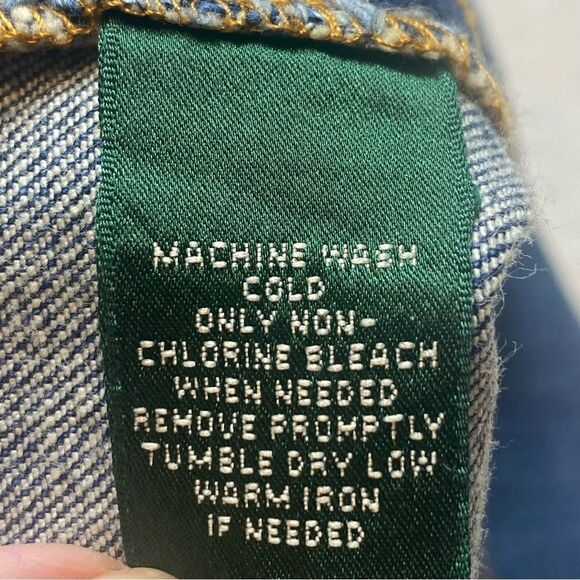 MACHINE WASH
COLD
ONLY NON-
CHLORINE BLEACH
WHEN NEEDED
REMOVE PROMPTLY
TUMBLE DRY LOW
WARM IRON
IF NEEDED